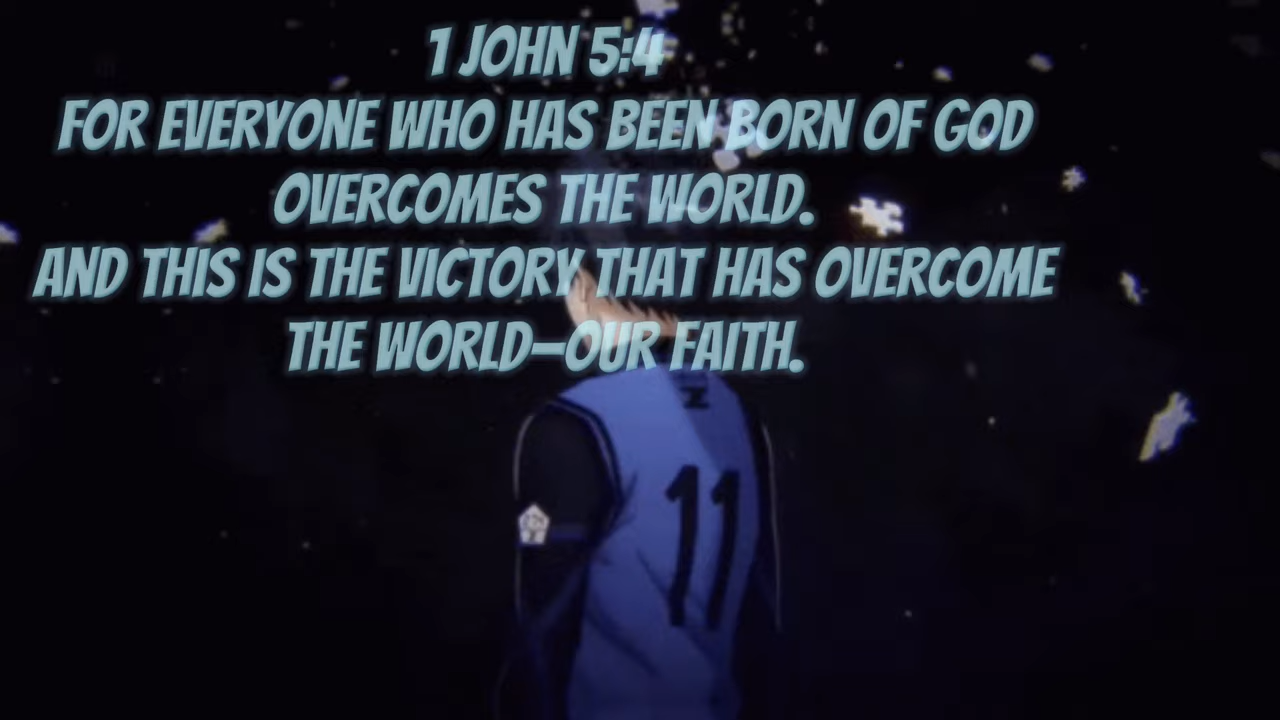 1 JOHN 5:4
FOR EVERYONE WHO HAS BEEN BORN OF GOD
OVERCOMES THE WORLD.
AND THIS IS THE VICTORY THAT HAS OVERCOME
THE WORLD—OUR FAITH.
Z
11